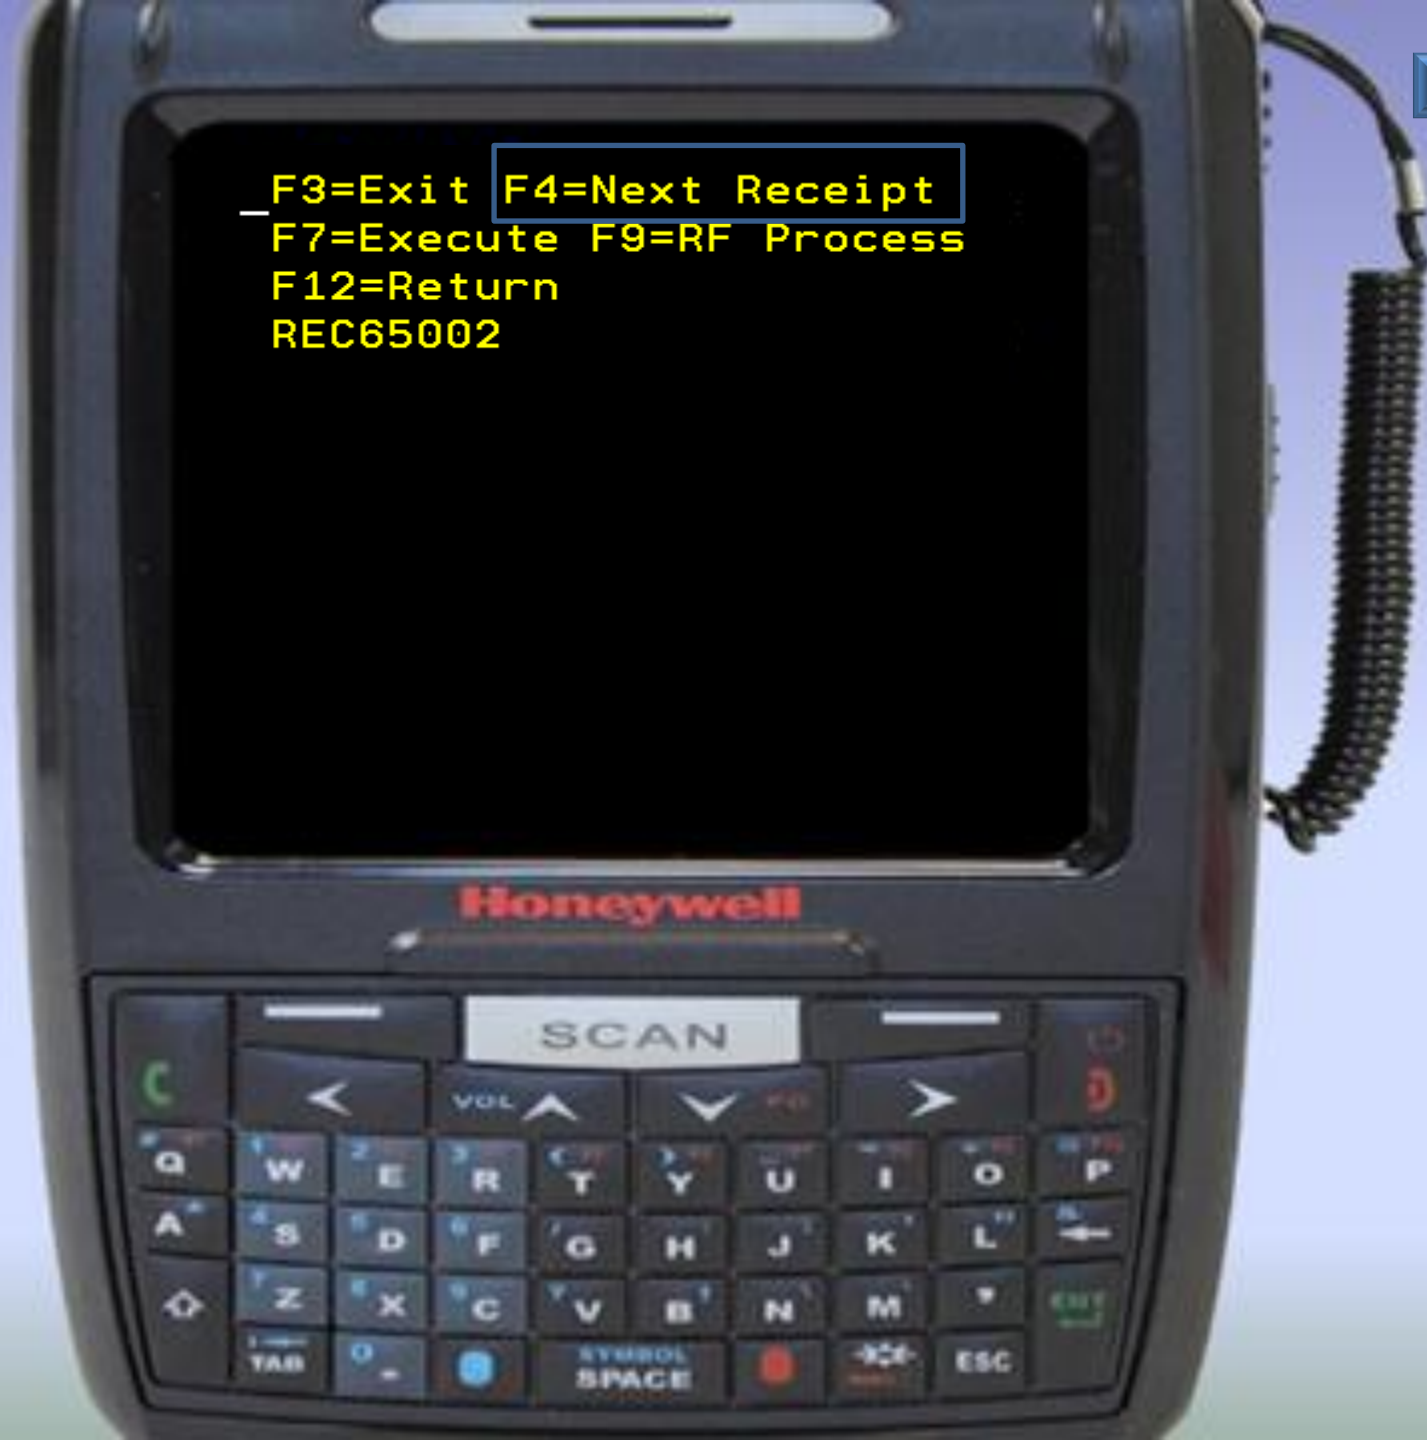 F3=Exit F4=Next Receipt
F7=Execute F9=RF Process
F12=Return
REC65002
Honeywell
SCAN
VOL
Q W E R T Y U I O P
A S D F G H J K L
Z X C V B N M
TAB SYMBOL ESC
SPACE
ENT